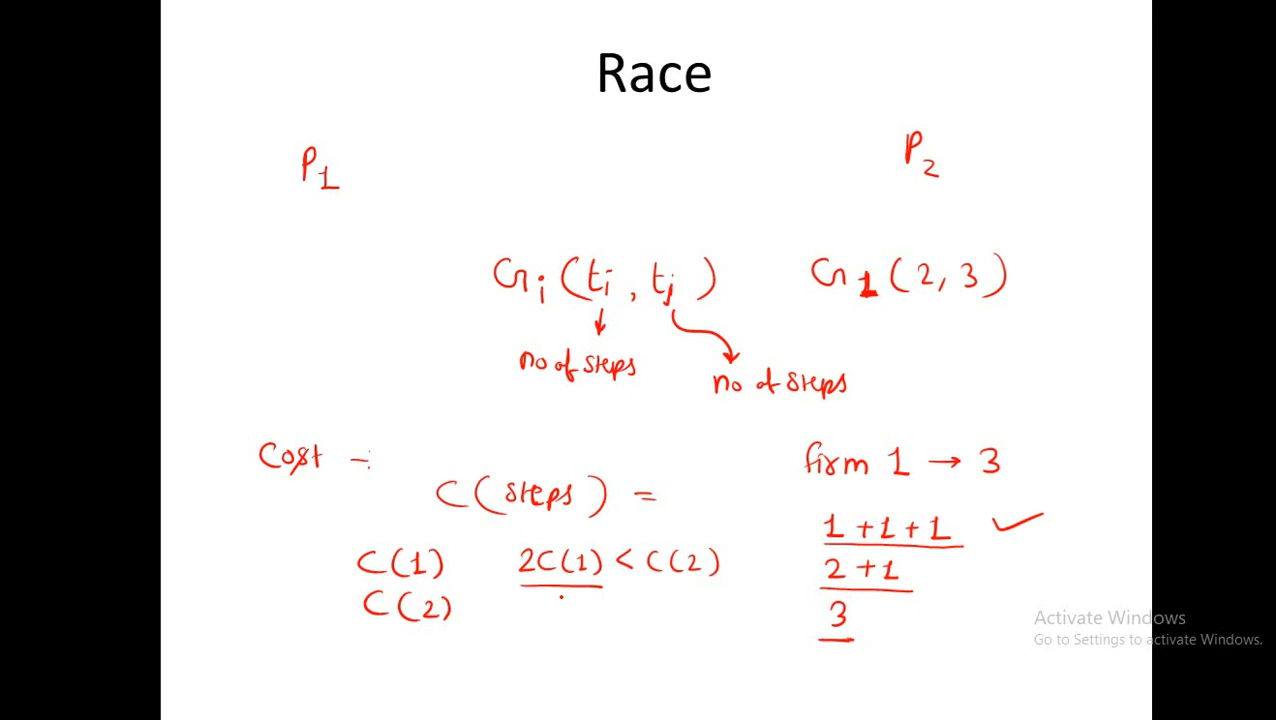 Race
P1
P2
Gi(ti, tj)
G1(2, 3)
no of steps
no of steps
Cost -
C(steps) =
C(1)
C(2)
2C(1) < C(2)
firm 1 → 3
1 + 1 + 1 ✓
2 + 1
3
Activate Windows
Go to Settings to activate Windows.